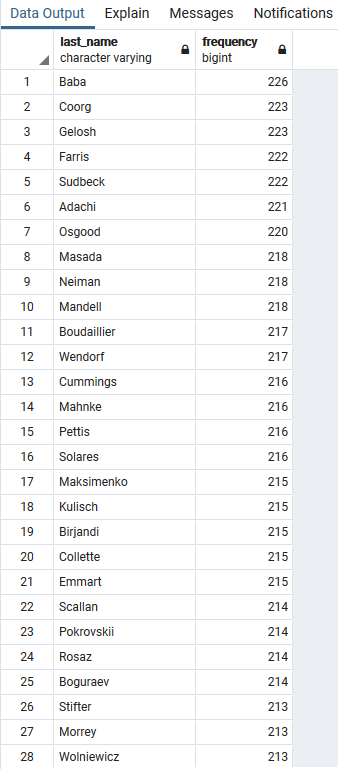 Data Output Explain Messages Notifications
last_name frequency
character varying bigint
1 Baba 226
2 Coorg 223
3 Gelosh 223
4 Farris 222
5 Sudbeck 222
6 Adachi 221
7 Osgood 220
8 Masada 218
9 Neiman 218
10 Mandell 218
11 Boudaillier 217
12 Wendorf 217
13 Cummings 216
14 Mahnke 216
15 Pettis 216
16 Solares 216
17 Maksimenko 215
18 Kulisch 215
19 Birjandi 215
20 Collette 215
21 Emmart 215
22 Scallan 214
23 Pokrovskii 214
24 Rosaz 214
25 Boguraev 214
26 Stifter 213
27 Morrey 213
28 Wolniewicz 213